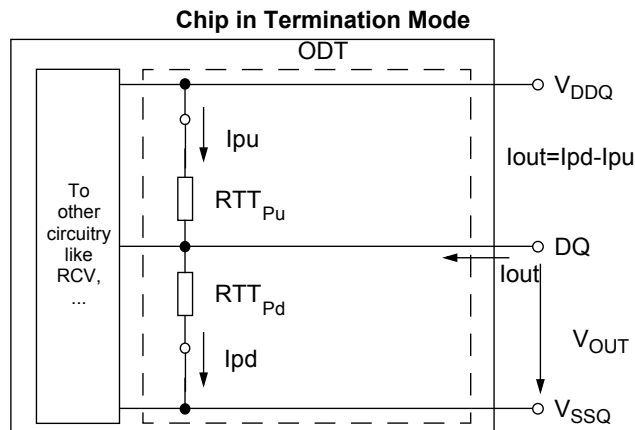 Chip in Termination Mode
ODT
V_DDQ
Ipu
Iout=Ipd-Ipu
To
other
circuitry
like
RCV,
...
RTT_Pu
DQ
Iout
RTT_Pd
V_OUT
Ipd
V_SSQ